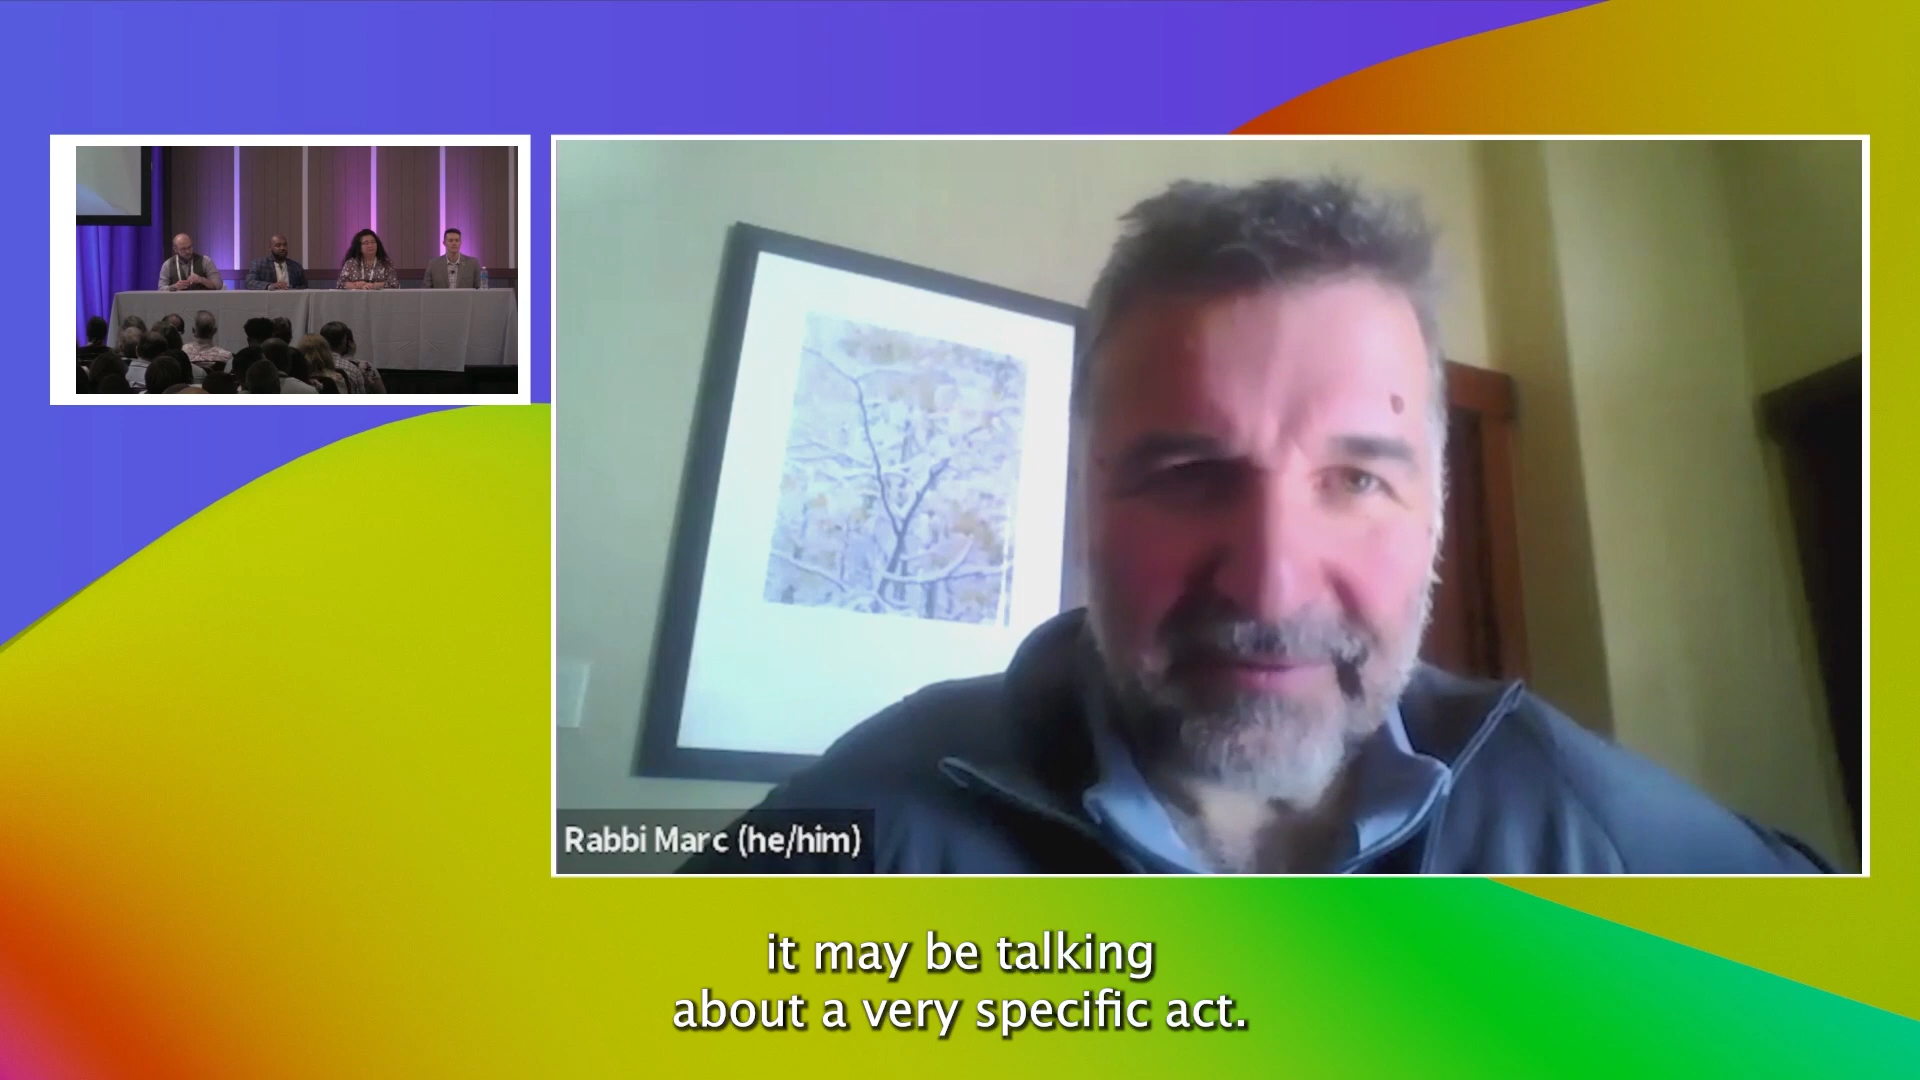 Rabbi Marc (he/him)
it may be talking
about a very specific act.